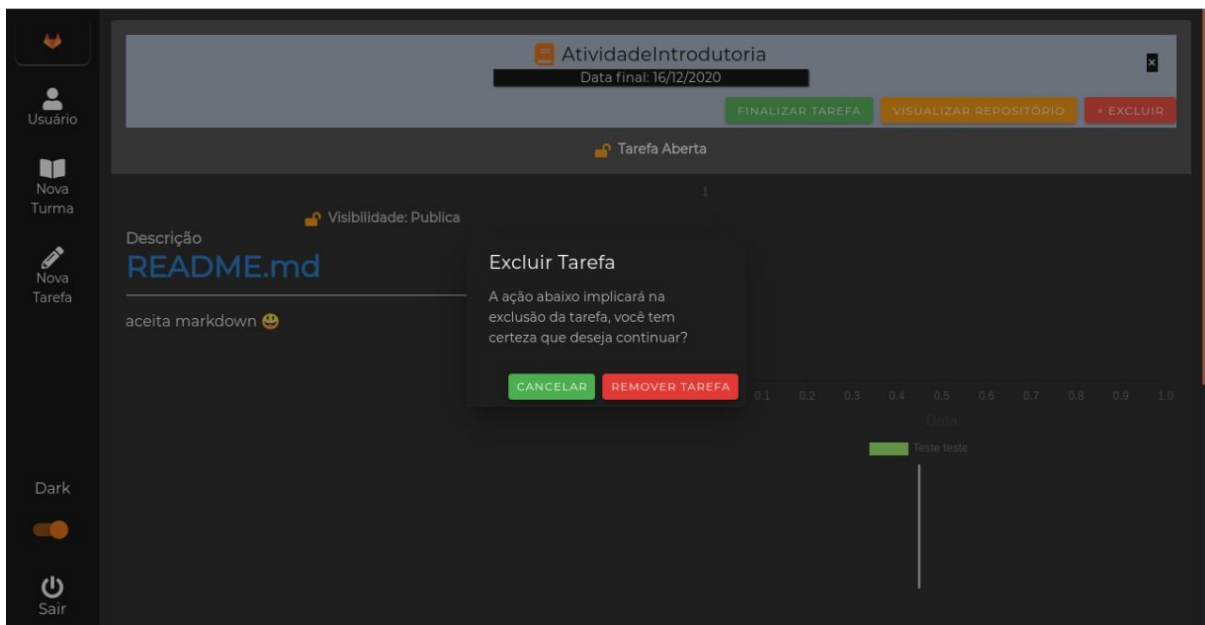 AtividadeIntrodutoria
Data final: 16/12/2020
FINALIZAR TAREFA
VISUALIZAR REPOSITÓRIO
× EXCLUIR
Tarefa Aberta
Usuário
Nova
Turma
Nova
Tarefa
Dark
Sair
1
Visibilidade: Publica
Descrição
README.md
aceita markdown 😃
Excluir Tarefa
A ação abaixo implicará na
exclusão da tarefa, você tem
certeza que deseja continuar?
CANCELAR
REMOVER TAREFA
0.1 0.2 0.3 0.4 0.5 0.6 0.7 0.8 0.9 1.0
Data
Teste teste